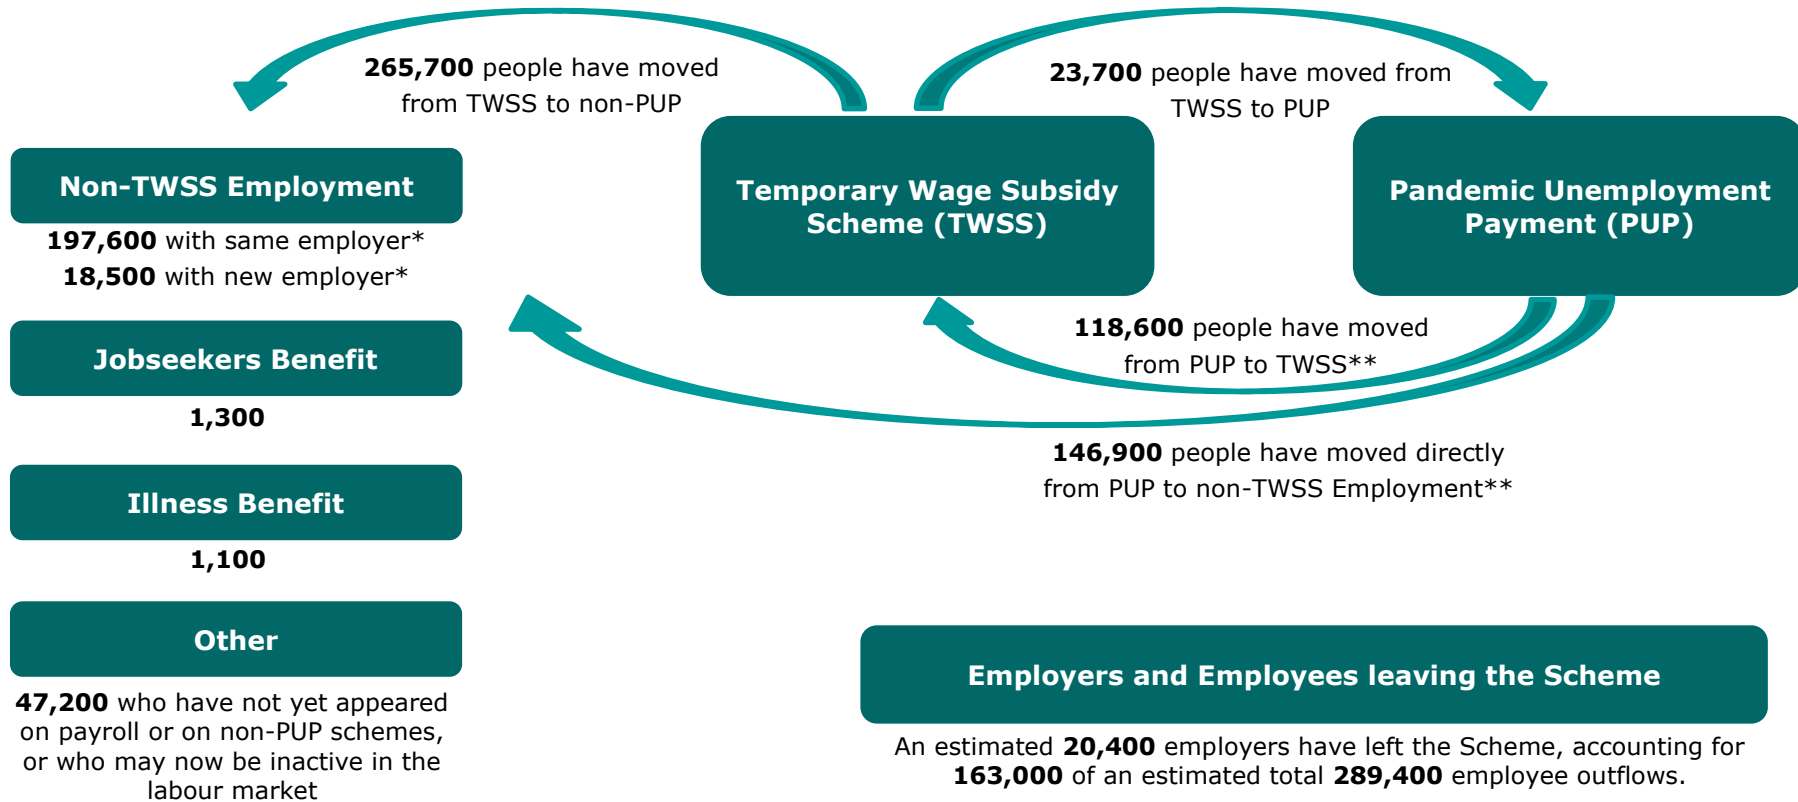 265,700 people have moved
from TWSS to non-PUP
23,700 people have moved from
TWSS to PUP
Non-TWSS Employment
197,600 with same employer*
18,500 with new employer*
Temporary Wage Subsidy
Scheme (TWSS)
Pandemic Unemployment
Payment (PUP)
Jobseekers Benefit
1,300
118,600 people have moved
from PUP to TWSS**
146,900 people have moved directly
from PUP to non-TWSS Employment**
Illness Benefit
1,100
Other
47,200 who have not yet appeared
on payroll or on non-PUP schemes,
or who may now be inactive in the
labour market
Employers and Employees leaving the Scheme
An estimated 20,400 employers have left the Scheme, accounting for
163,000 of an estimated total 289,400 employee outflows.